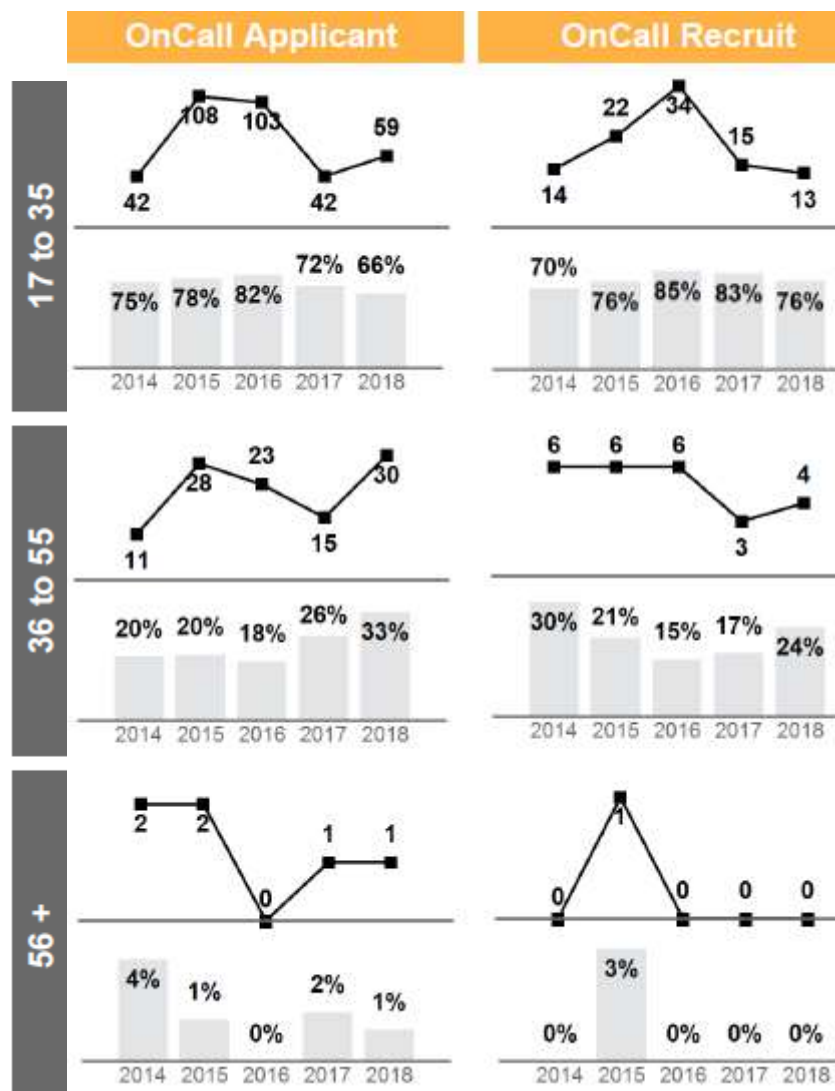 OnCall Applicant OnCall Recruit
17 to 35
108 103 59
42 42
22 34 15
14 13
72% 66%
75% 78% 82%
70%
76% 85% 83% 76%
2014 2015 2016 2017 2018
2014 2015 2016 2017 2018
36 to 55
23
28 30
11 15
6 6 6 4
3
20% 20% 18% 26% 33%
30% 21% 15% 17% 24%
2014 2015 2016 2017 2018
2014 2015 2016 2017 2018
56 +
2 2 0 1 1
0 1 0 0 0
4% 1% 0% 2% 1%
0% 3% 0% 0% 0%
2014 2015 2016 2017 2018
2014 2015 2016 2017 2018